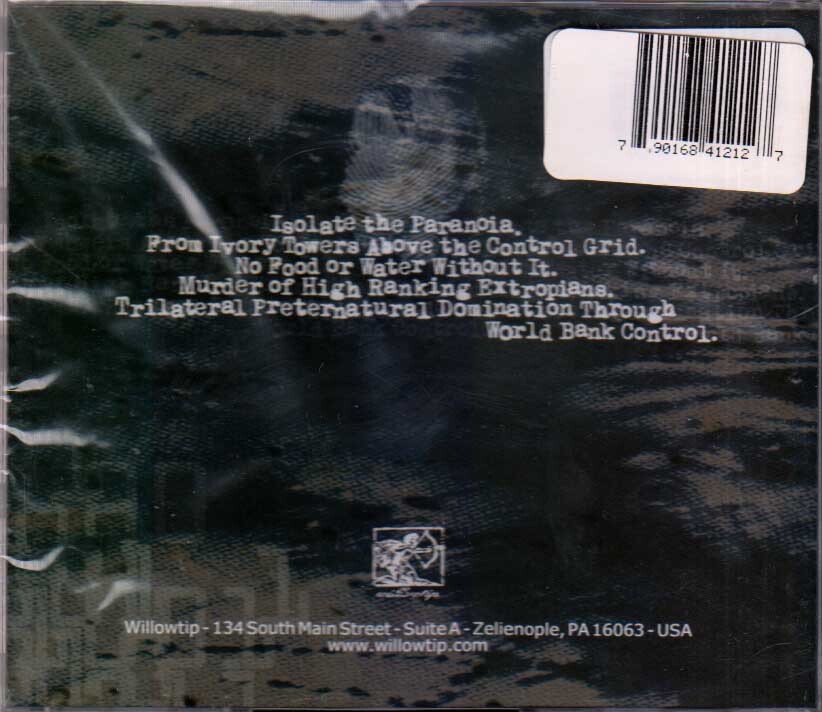 7 90168 41212 7
Isolate the Paranoia.
From Ivory Towers Above the Control Grid.
No Food or Water Without It.
Murder of High Ranking Extropians.
Trilateral Preternatural Domination Through
World Bank Control.
Willowtip - 134 South Main Street - Suite A - Zelienople, PA 16063 - USA
www.willowtip.com